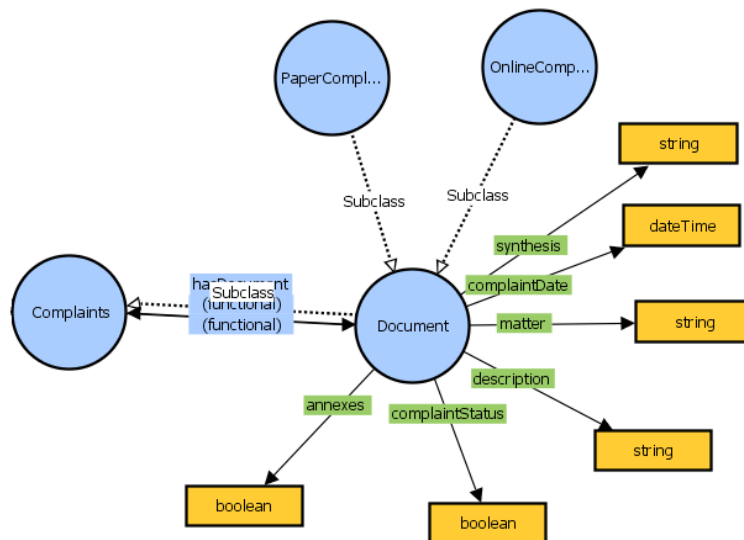 PaperCompl...
OnlineComp...
string
Subclass
Subclass
synthesis
dateTime
complaintDate
hasDocument
Subclass
(functional)
(functional)
Complaints
Document
matter
string
description
annexes
complaintStatus
string
boolean
boolean